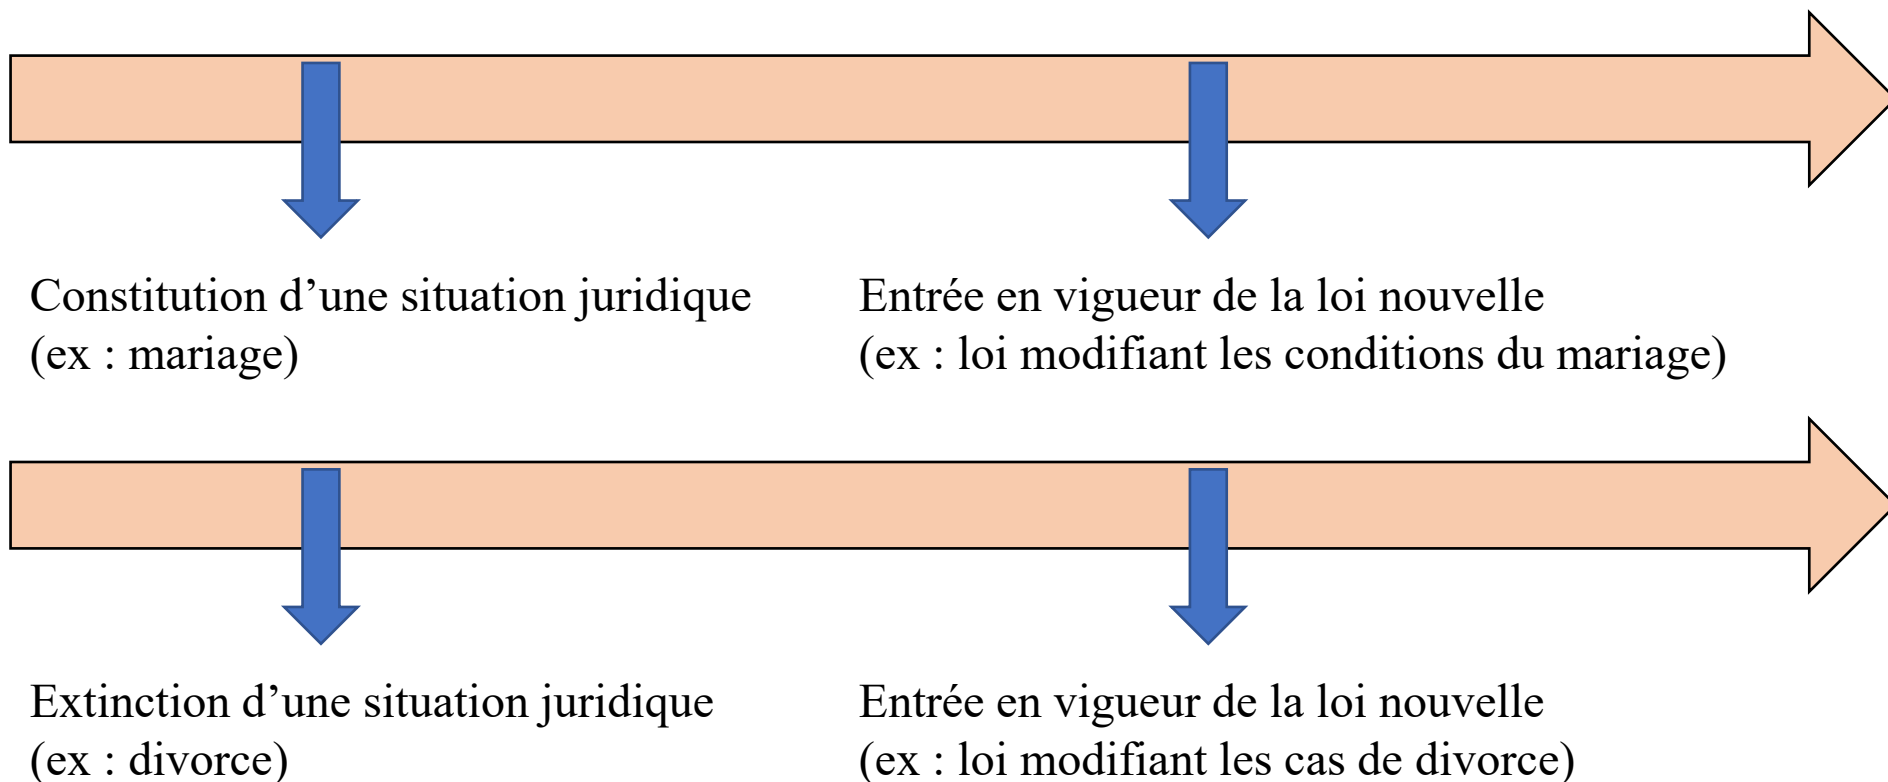 Constitution d’une situation juridique
(ex : mariage)
Entrée en vigueur de la loi nouvelle
(ex : loi modifiant les conditions du mariage)
Extinction d’une situation juridique
(ex : divorce)
Entrée en vigueur de la loi nouvelle
(ex : loi modifiant les cas de divorce)